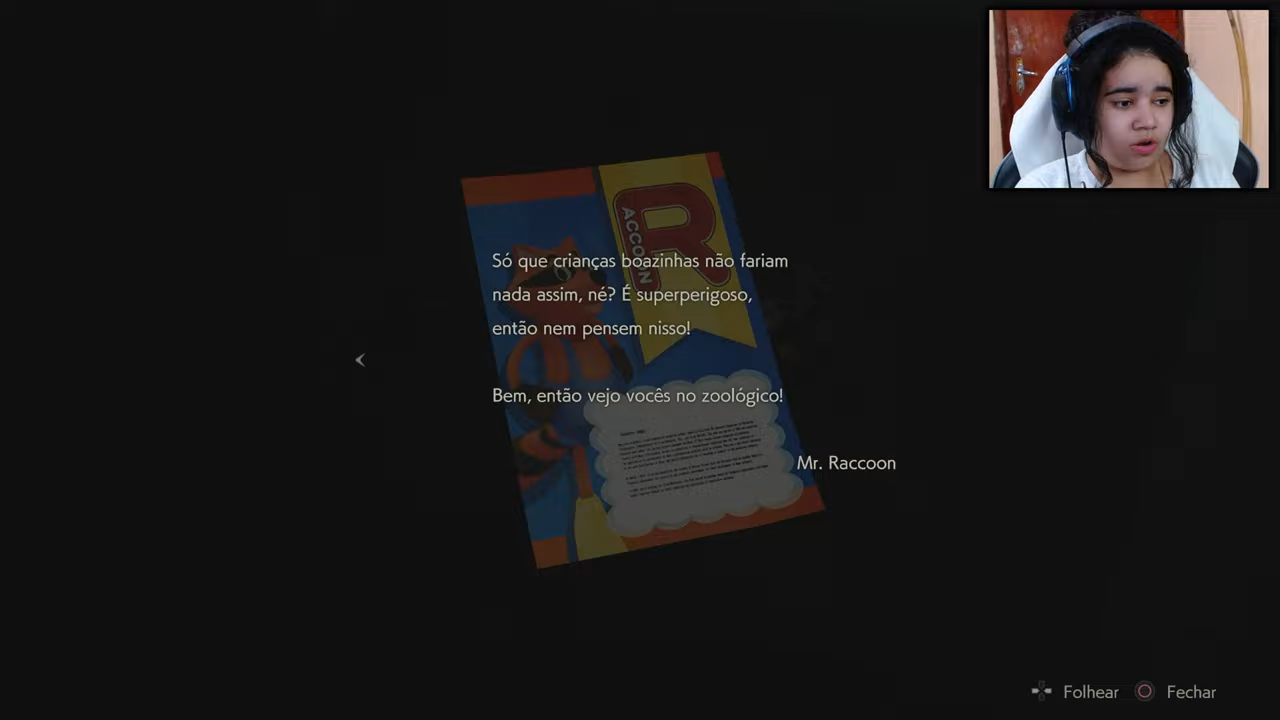 R
ACCOON
Só que crianças boazinhas não fariam
nada assim, né? É superperigoso,
então nem pensem nisso!
Bem, então vejo vocês no zoológico!
Mr. Raccoon
Folhear
Fechar